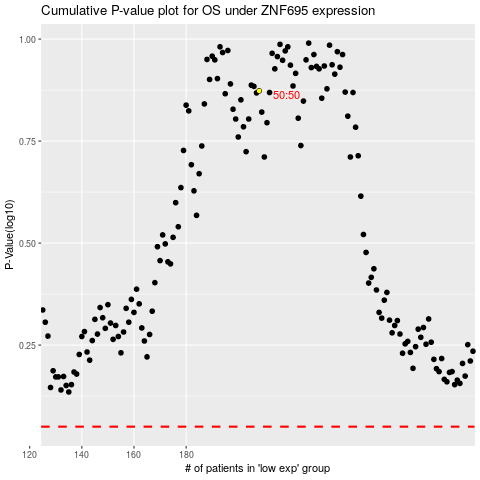 Cumulative P-value plot for OS under ZNF695 expression
P-Value(log10)
1.00
0.75
0.50
0.25
50:50
120 140 160 180
# of patients in 'low exp' group